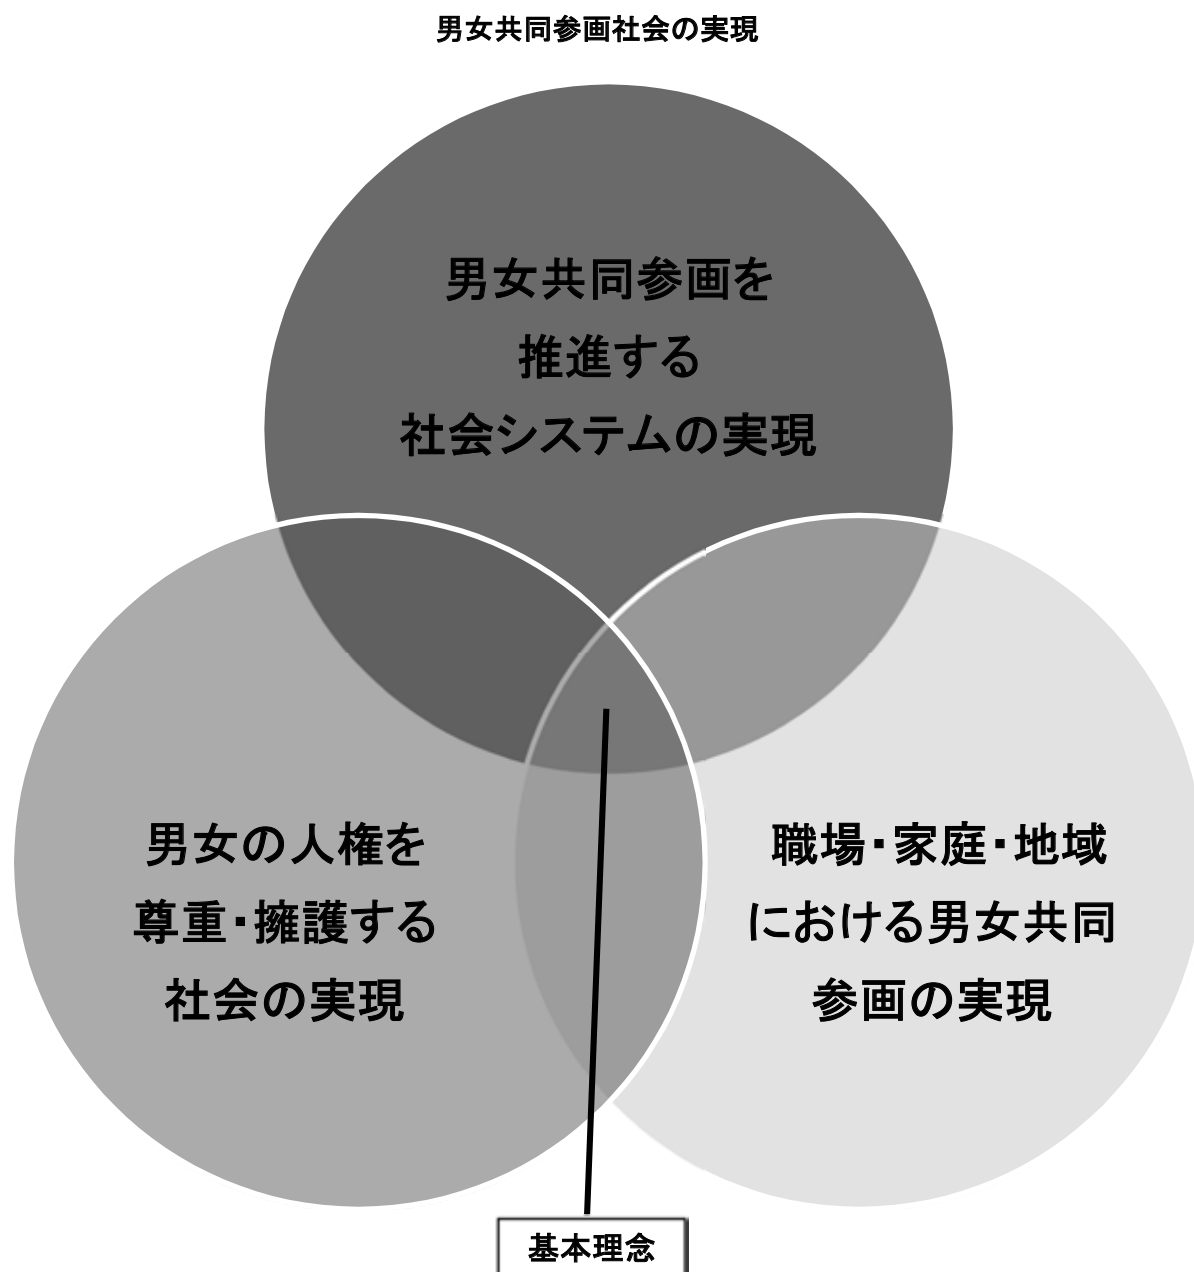 男女共同参画社会の実現
男女共同参画を
推進する
社会システムの実現
男女の人権を
尊重・擁護する
社会の実現
職場・家庭・地域
における男女共同
参画の実現
基本理念